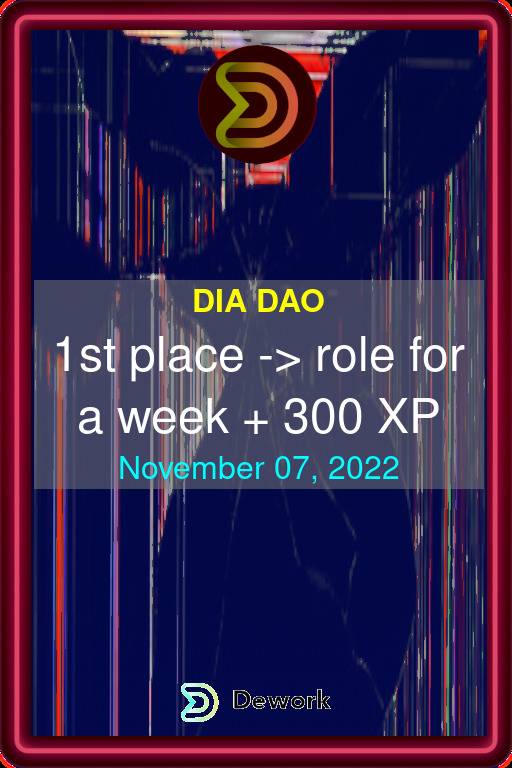 DIA DAO
1st place -> role for
a week + 300 XP
November 07, 2022
Dework